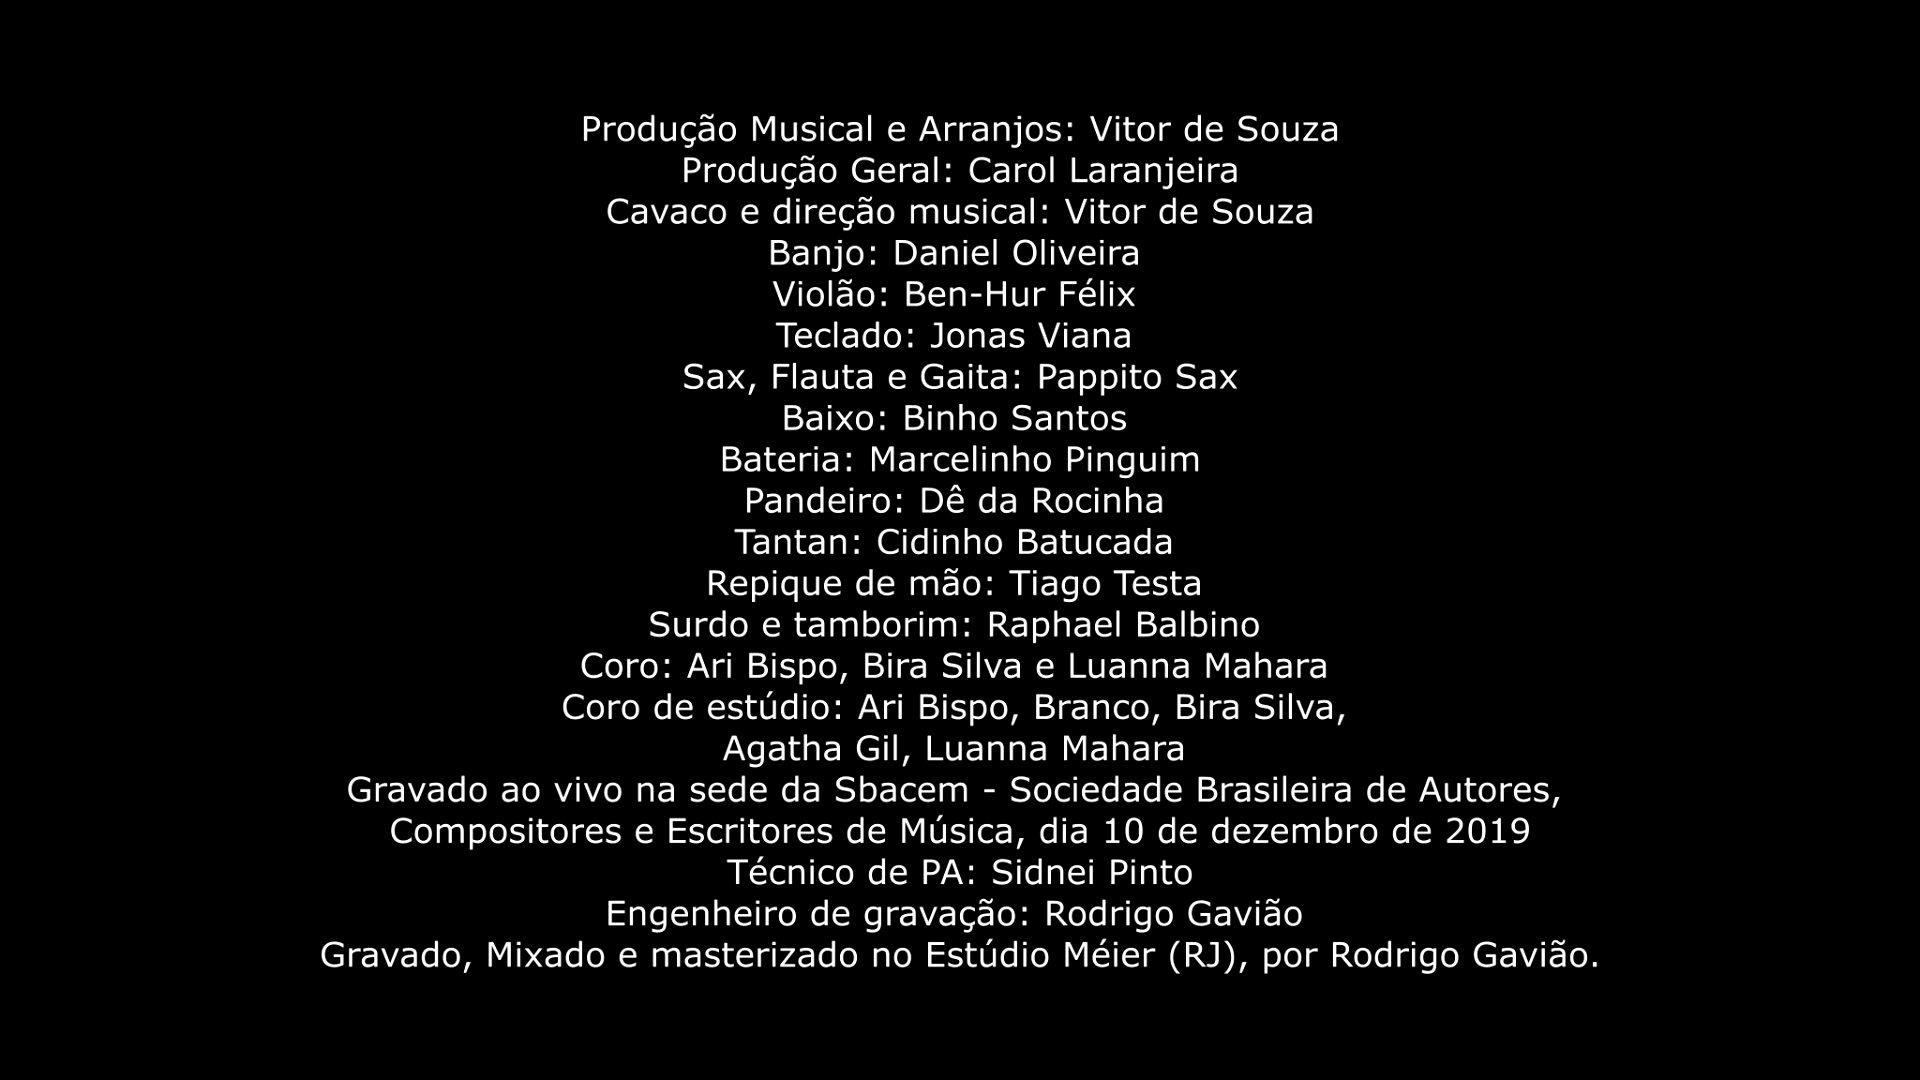 Produção Musical e Arranjos: Vitor de Souza
Produção Geral: Carol Laranjeira
Cavaco e direção musical: Vitor de Souza
Banjo: Daniel Oliveira
Violão: Ben-Hur Félix
Teclado: Jonas Viana
Sax, Flauta e Gaita: Pappito Sax
Baixo: Binho Santos
Bateria: Marcelinho Pinguim
Pandeiro: Dê da Rocinha
Tantan: Cidinho Batucada
Repique de mão: Tiago Testa
Surdo e tamborim: Raphael Balbino
Coro: Ari Bispo, Bira Silva e Luanna Mahara
Coro de estúdio: Ari Bispo, Branco, Bira Silva,
Agatha Gil, Luanna Mahara
Gravado ao vivo na sede da Sbacem - Sociedade Brasileira de Autores,
Compositores e Escritores de Música, dia 10 de dezembro de 2019
Técnico de PA: Sidnei Pinto
Engenheiro de gravação: Rodrigo Gavião
Gravado, Mixado e masterizado no Estúdio Méier (RJ), por Rodrigo Gavião.